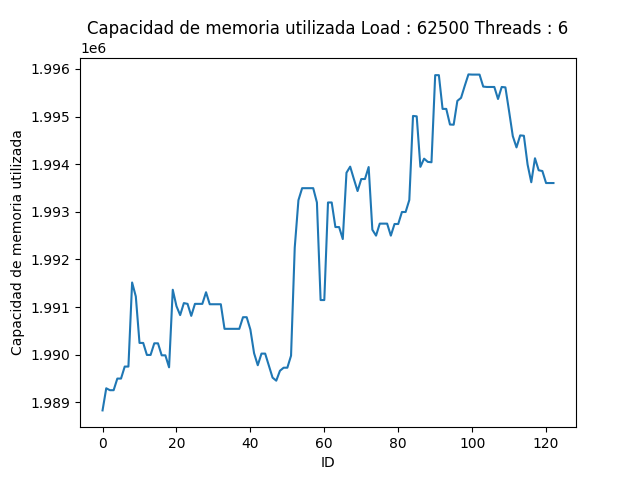 Capacidad de memoria utilizada Load : 62500 Threads : 6
1e6
1.996
1.995
1.994
1.993
1.992
1.991
1.990
1.989
Capacidad de memoria utilizada
0 20 40 60 80 100 120
ID